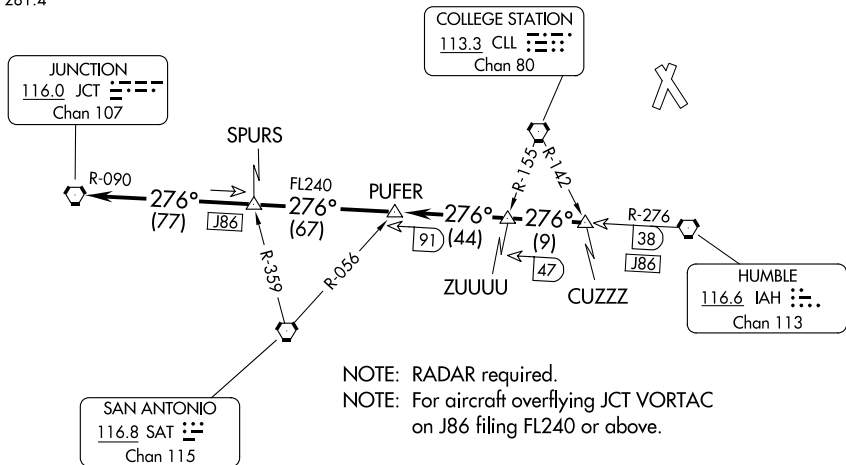 281.4
COLLEGE STATION
113.3 CLL
Chan 80
JUNCTION
116.0 JCT
Chan 107
SPURS
R-090
276°
(77)
J86
FL240
276°
(67)
PUFER
91
276°
(44)
R-155
R-142
276°
(9)
47
ZUUUU
CUZZZ
R-276
38
J86
HUMBLE
116.6 IAH
Chan 113
R-359
R-056
SAN ANTONIO
116.8 SAT
Chan 115
NOTE: RADAR required.
NOTE: For aircraft overflying JCT VORTAC
on J86 filing FL240 or above.